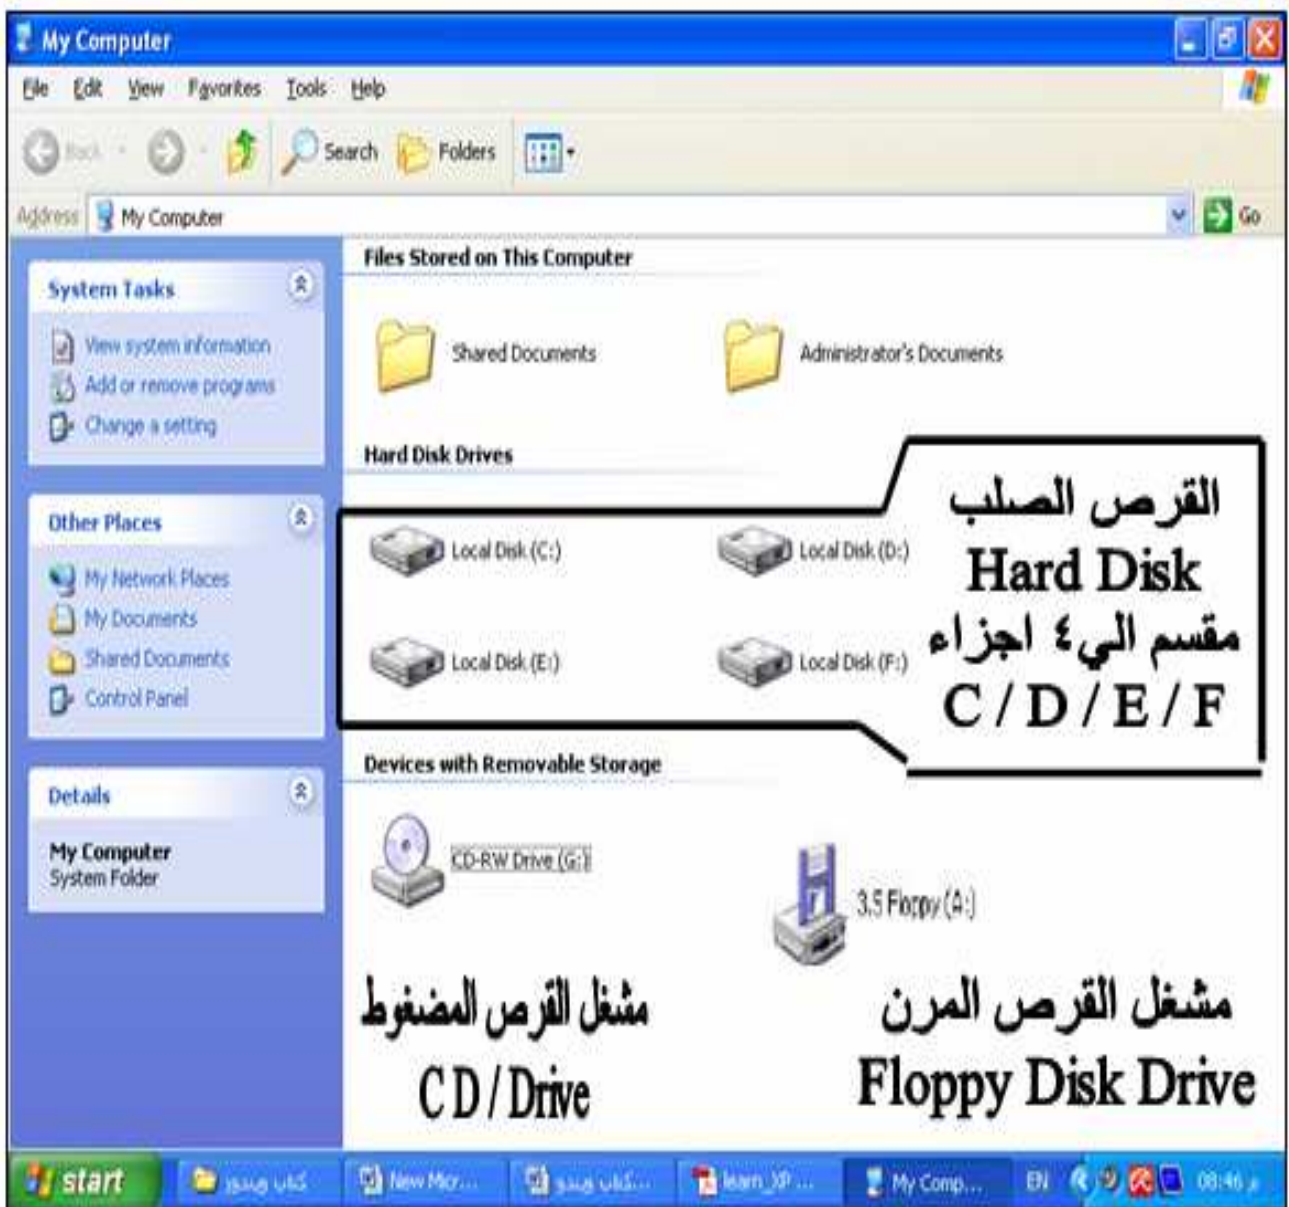 My Computer
File Edit View Favorites Tools Help
Back Search Folders
Address My Computer Go
System Tasks
View system information
Add or remove programs
Change a setting
Other Places
My Network Places
My Documents
Shared Documents
Control Panel
Details
My Computer
System Folder
Files Stored on This Computer
Shared Documents
Administrator's Documents
Hard Disk Drives
Local Disk (C:)
Local Disk (D:)
Local Disk (E:)
Local Disk (F:)
القرص الصلب
Hard Disk
مقسم الي٤ اجزاء
C / D / E / F
Devices with Removable Storage
CD-RW Drive (G:)
3.5 Floppy (A:)
مشغل القرص المضغوط
C D / Drive
مشغل القرص المرن
Floppy Disk Drive
start كتاب ويندوز New Micr... كتاب ويندو... learn_XP ... My Comp... EN 08:46 م